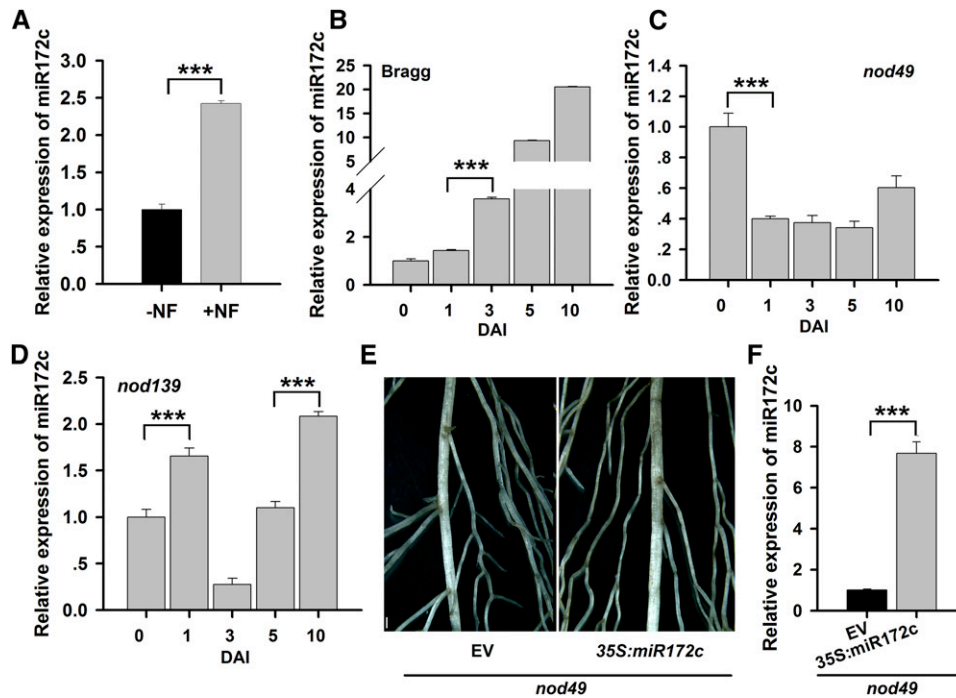 A
Relative expression of miR172c
3.0
2.5
2.0
1.5
1.0
.5
.0
***
-NF +NF
B
Relative expression of miR172c
Bragg
25
20
15
10
5
4
2
0
***
0 1 3 5 10
DAI
C
Relative expression of miR172c
nod49
1.4
1.2
1.0
.8
.6
.4
.2
0.0
***
0 1 3 5 10
DAI
D
Relative expression of miR172c
nod139
2.5
2.0
1.5
1.0
.5
0.0
***
***
0 1 3 5 10
DAI
E
EV 35S:miR172c
nod49
F
Relative expression of miR172c
10
8
6
4
2
0
***
EV
35S:miR172c
nod49